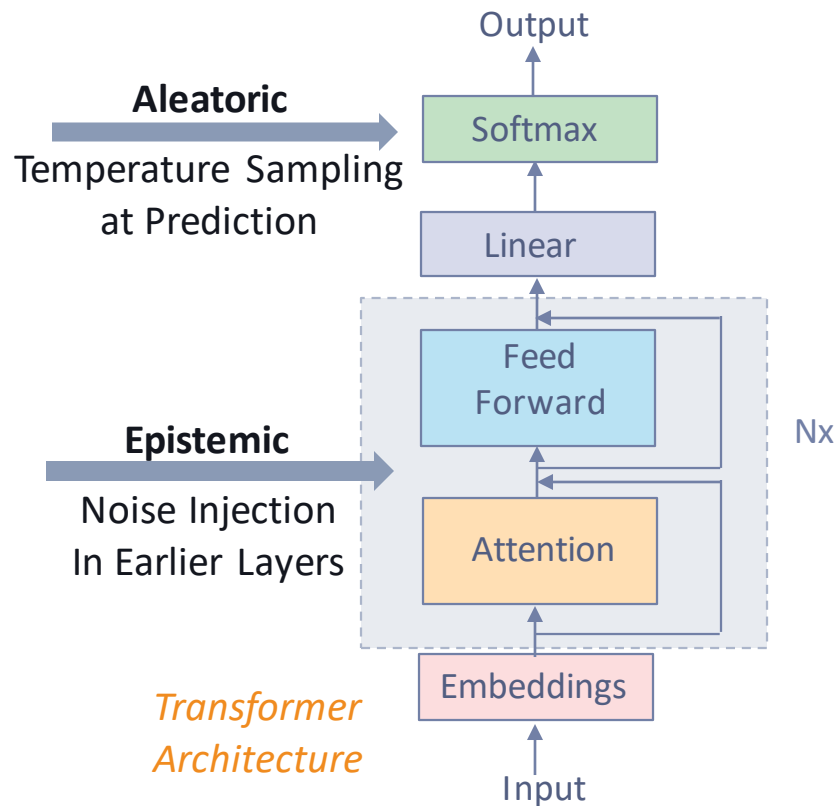 Output
Aleatoric
Softmax
Temperature Sampling
at Prediction
Linear
Feed
Forward
Nx
Epistemic
Noise Injection
In Earlier Layers
Attention
Embeddings
Transformer
Architecture
Input